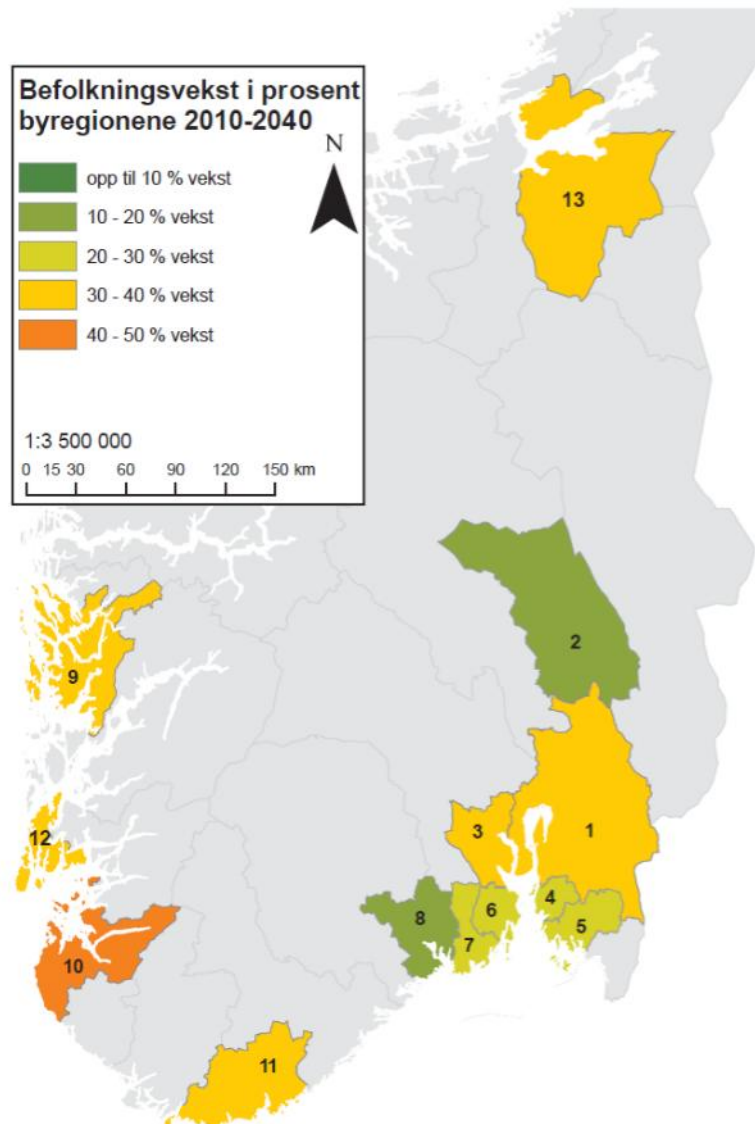 Befolkningsvekst i prosent
byregionene 2010-2040
N
opp til 10 % vekst
10 - 20 % vekst
20 - 30 % vekst
30 - 40 % vekst
40 - 50 % vekst
1:3 500 000
0 15 30 60 90 120 150 km
13
2
9
1
3
12
4
6
8
5
7
10
11